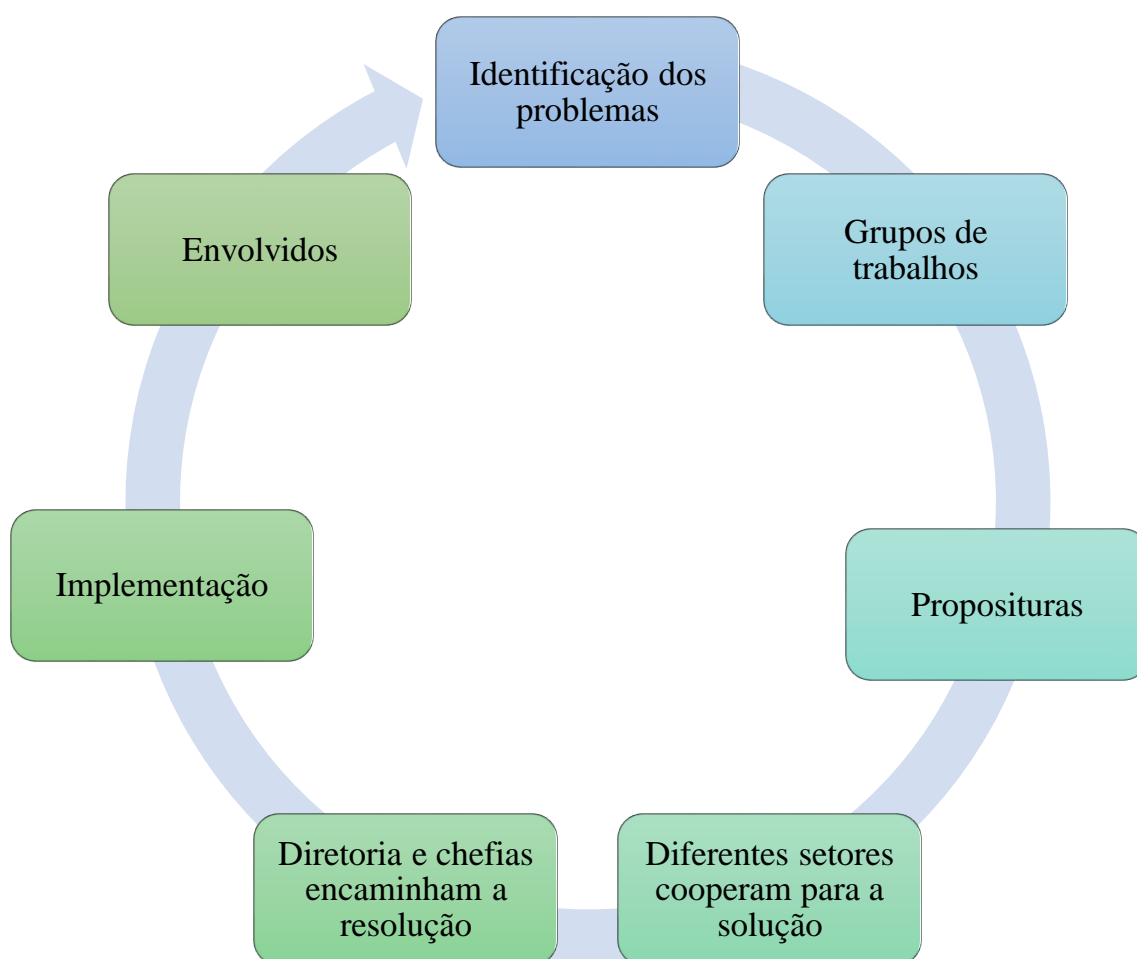 Identificação dos
problemas
Grupos de
trabalhos
Proposituras
Diferentes setores
cooperam para a
solução
Diretoria e chefias
encaminham a
resolução
Implementação
Envolvidos